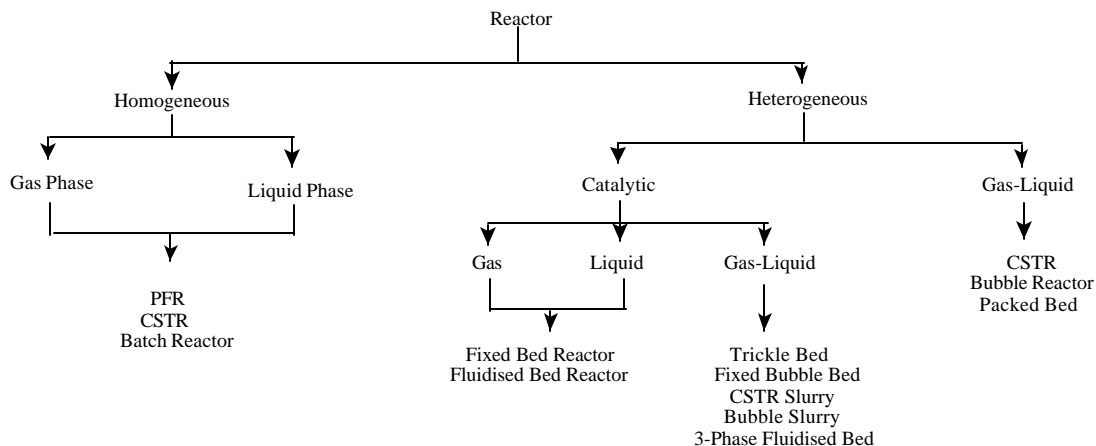 Reactor
Homogeneous
Heterogeneous
Gas Phase
Liquid Phase
Catalytic
Gas-Liquid
Gas
Liquid
Gas-Liquid
CSTR
Bubble Reactor
Packed Bed
PFR
CSTR
Batch Reactor
Fixed Bed Reactor
Fluidised Bed Reactor
Trickle Bed
Fixed Bubble Bed
CSTR Slurry
Bubble Slurry
3-Phase Fluidised Bed